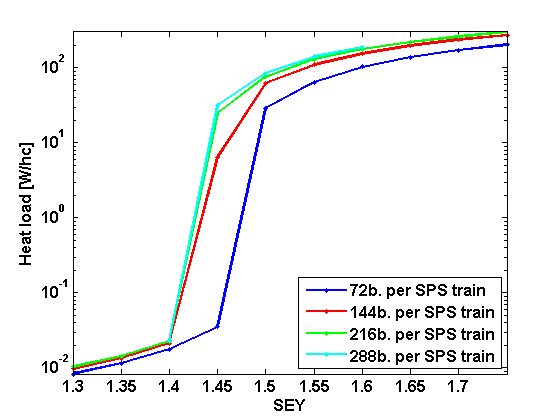 10²
10¹
10⁰
10⁻¹
10⁻²
Heat load [W/hc]
72b. per SPS train
144b. per SPS train
216b. per SPS train
288b. per SPS train
1.3 1.35 1.4 1.45 1.5 1.55 1.6 1.65 1.7
SEY